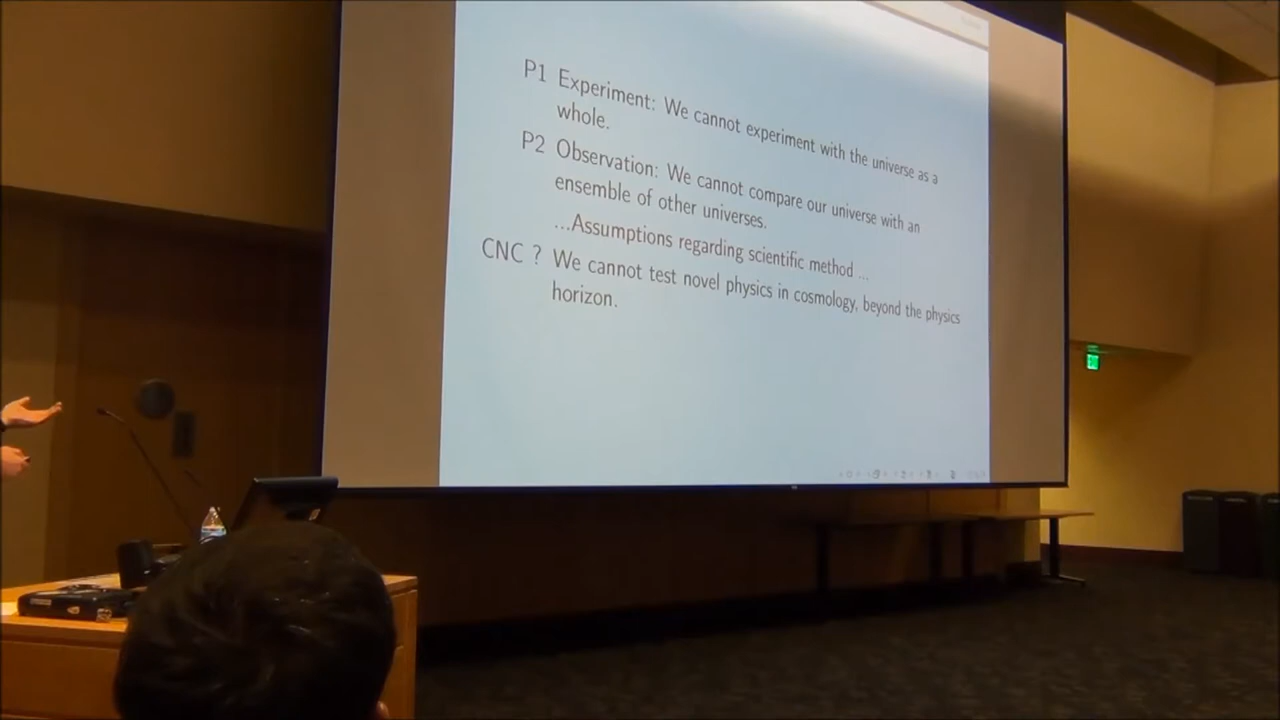 P1 Experiment: We cannot experiment with the universe as a
whole.
P2 Observation: We cannot compare our universe with an
ensemble of other universes.
...Assumptions regarding scientific method ...
CNC ? We cannot test novel physics in cosmology, beyond the physics
horizon.